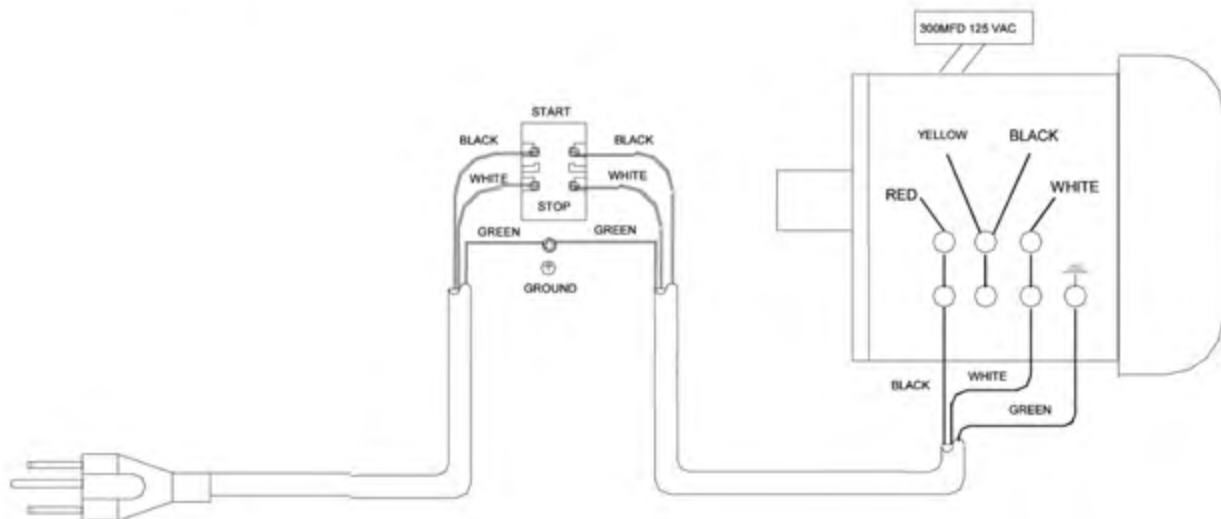 300MFD 125 VAC
START
BLACK
BLACK
WHITE
WHITE
STOP
GREEN
GREEN
GROUND
YELLOW
BLACK
RED
WHITE
BLACK
WHITE
GREEN